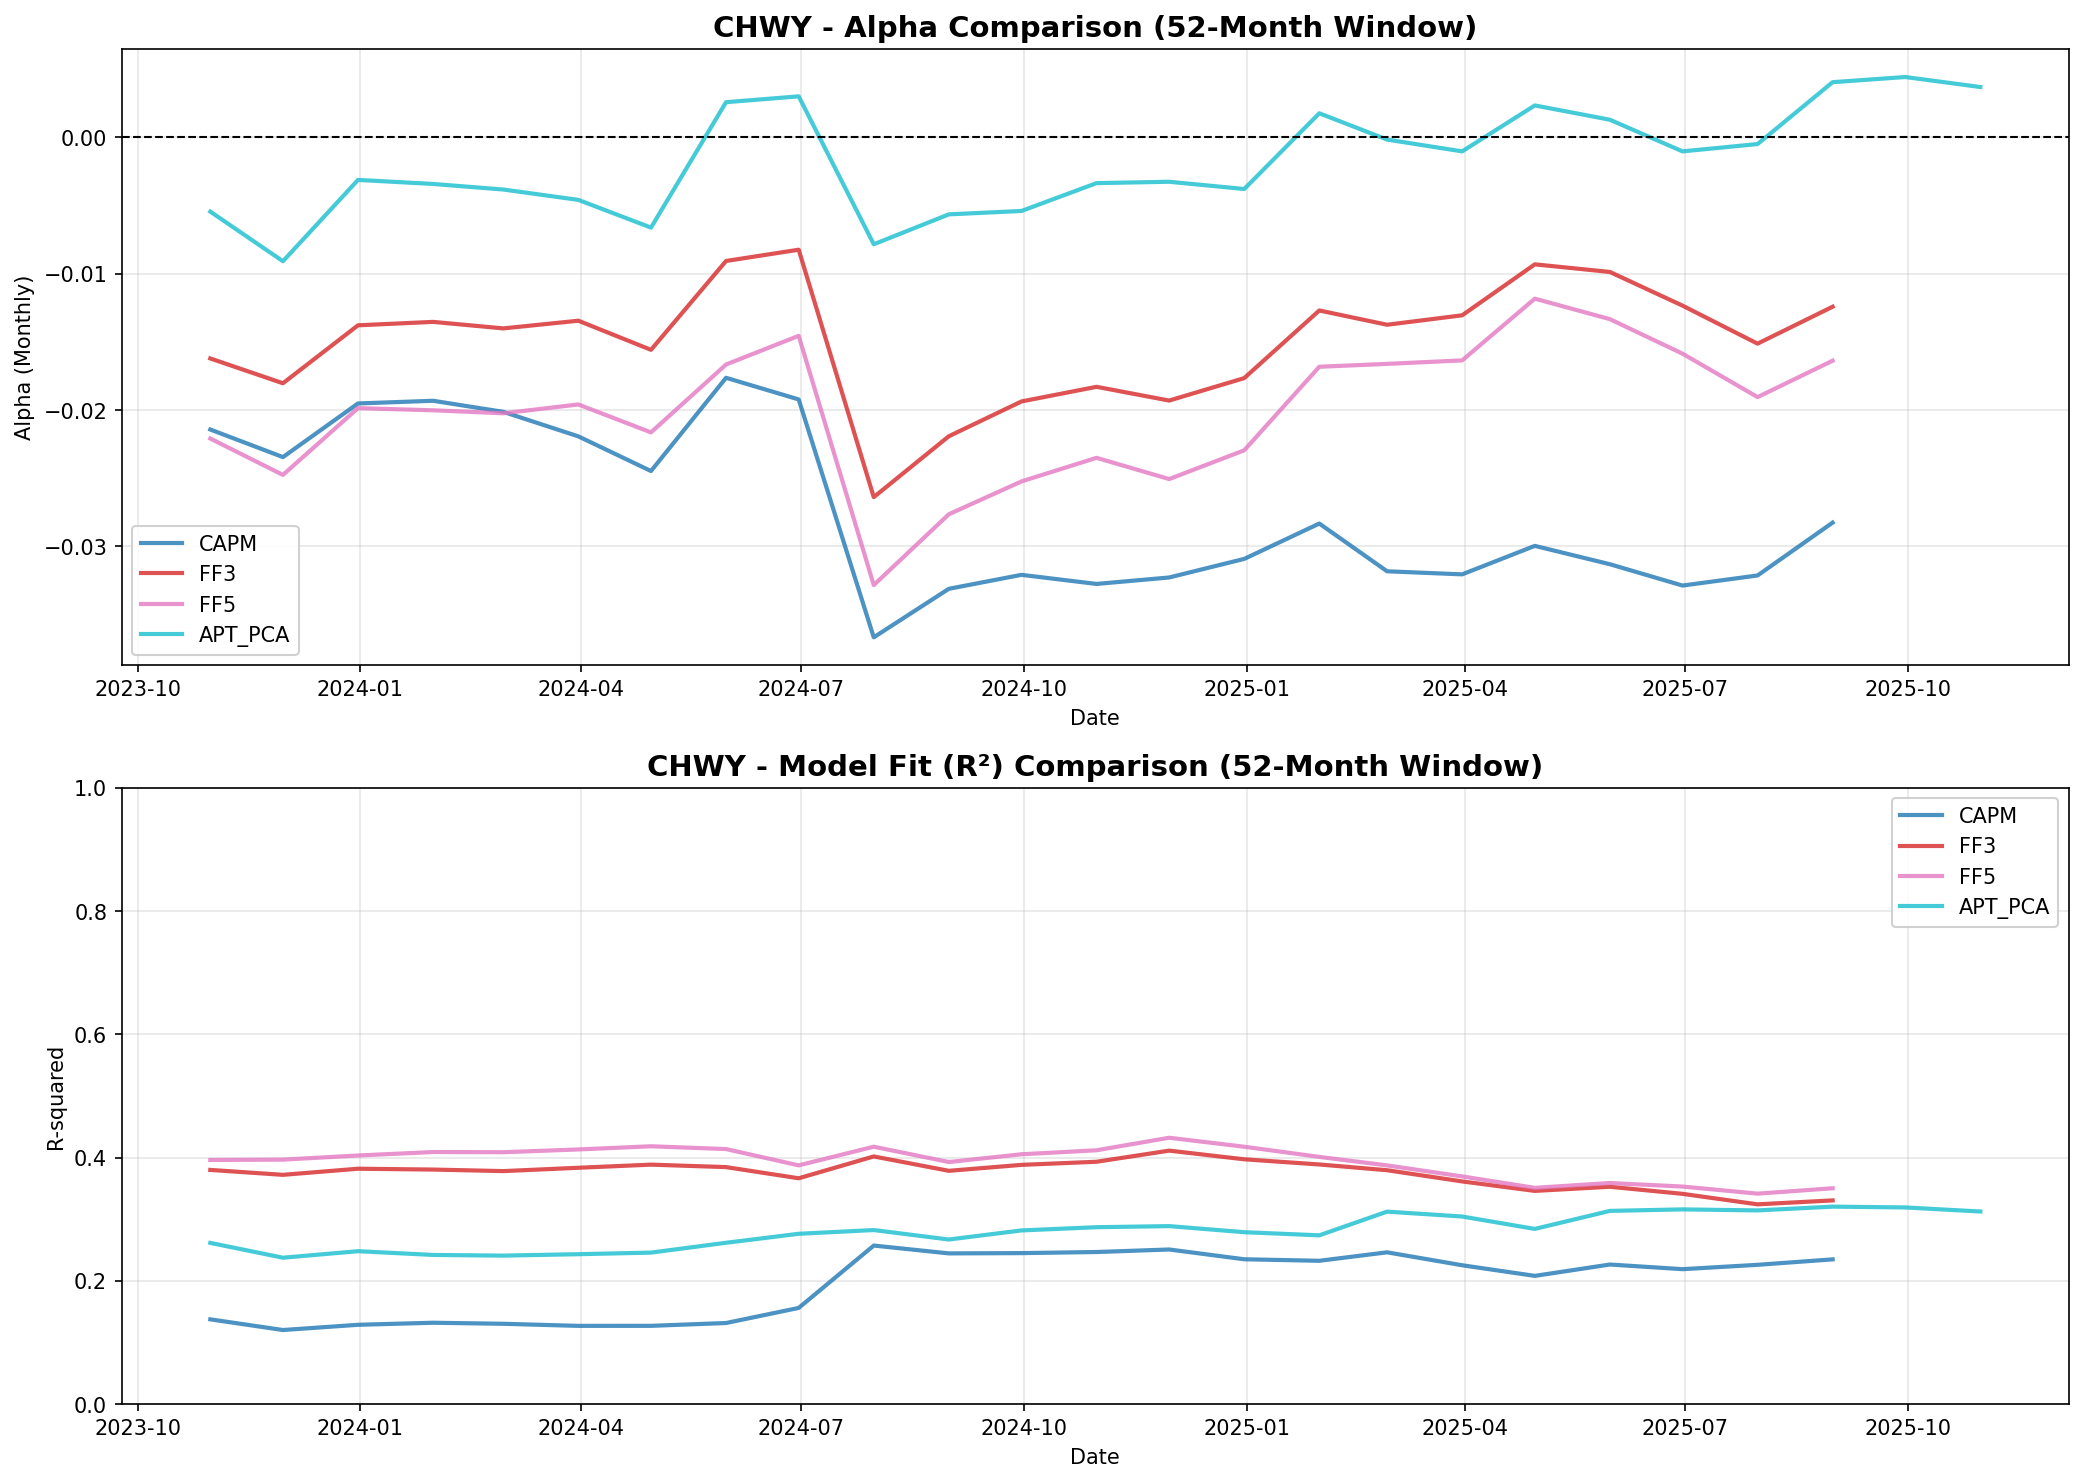 CHWY - Alpha Comparison (52-Month Window)
Alpha (Monthly)
0.00
−0.01
−0.02
−0.03
CAPM
FF3
FF5
APT_PCA
2023-10 2024-01 2024-04 2024-07 2024-10 2025-01 2025-04 2025-07 2025-10
Date
CHWY - Model Fit (R²) Comparison (52-Month Window)
R-squared
1.0
0.8
0.6
0.4
0.2
0.0
CAPM
FF3
FF5
APT_PCA
2023-10 2024-01 2024-04 2024-07 2024-10 2025-01 2025-04 2025-07 2025-10
Date